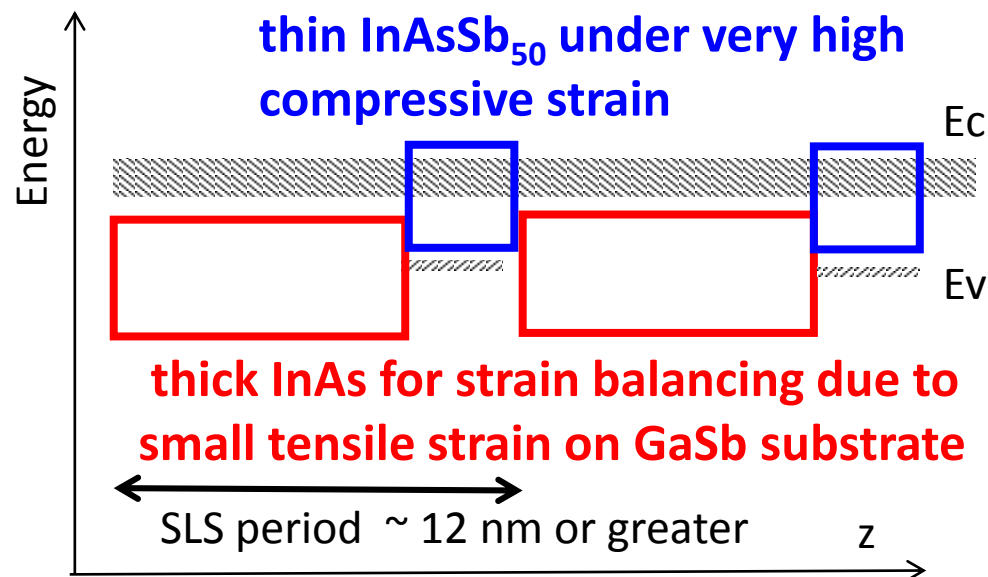 thin InAsSb₅₀ under very high
compressive strain
Energy
Ec
Ev
thick InAs for strain balancing due to
small tensile strain on GaSb substrate
SLS period ~ 12 nm or greater
z